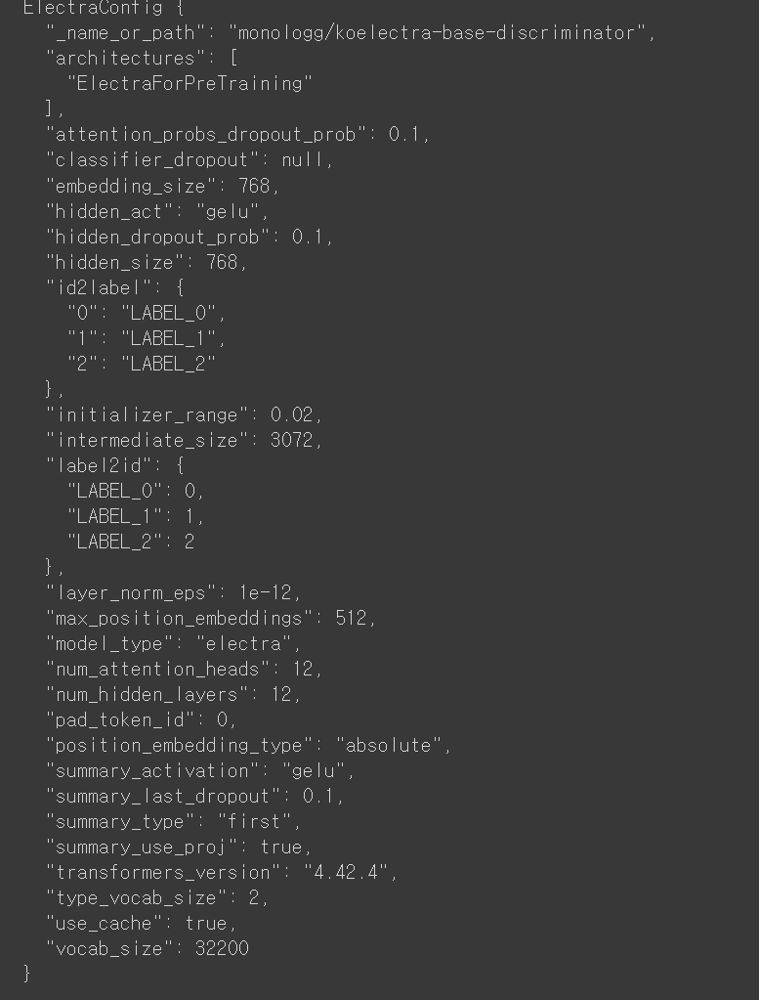 ElectraConfig {
"_name_or_path": "monologg/koelectra-base-discriminator",
"architectures": [
"ElectraForPreTraining"
],
"attention_probs_dropout_prob": 0.1,
"classifier_dropout": null,
"embedding_size": 768,
"hidden_act": "gelu",
"hidden_dropout_prob": 0.1,
"hidden_size": 768,
"id2label": {
"0": "LABEL_0",
"1": "LABEL_1",
"2": "LABEL_2"
},
"initializer_range": 0.02,
"intermediate_size": 3072,
"label2id": {
"LABEL_0": 0,
"LABEL_1": 1,
"LABEL_2": 2
},
"layer_norm_eps": 1e-12,
"max_position_embeddings": 512,
"model_type": "electra",
"num_attention_heads": 12,
"num_hidden_layers": 12,
"pad_token_id": 0,
"position_embedding_type": "absolute",
"summary_activation": "gelu",
"summary_last_dropout": 0.1,
"summary_type": "first",
"summary_use_proj": true,
"transformers_version": "4.42.4",
"type_vocab_size": 2,
"use_cache": true,
"vocab_size": 32200
}